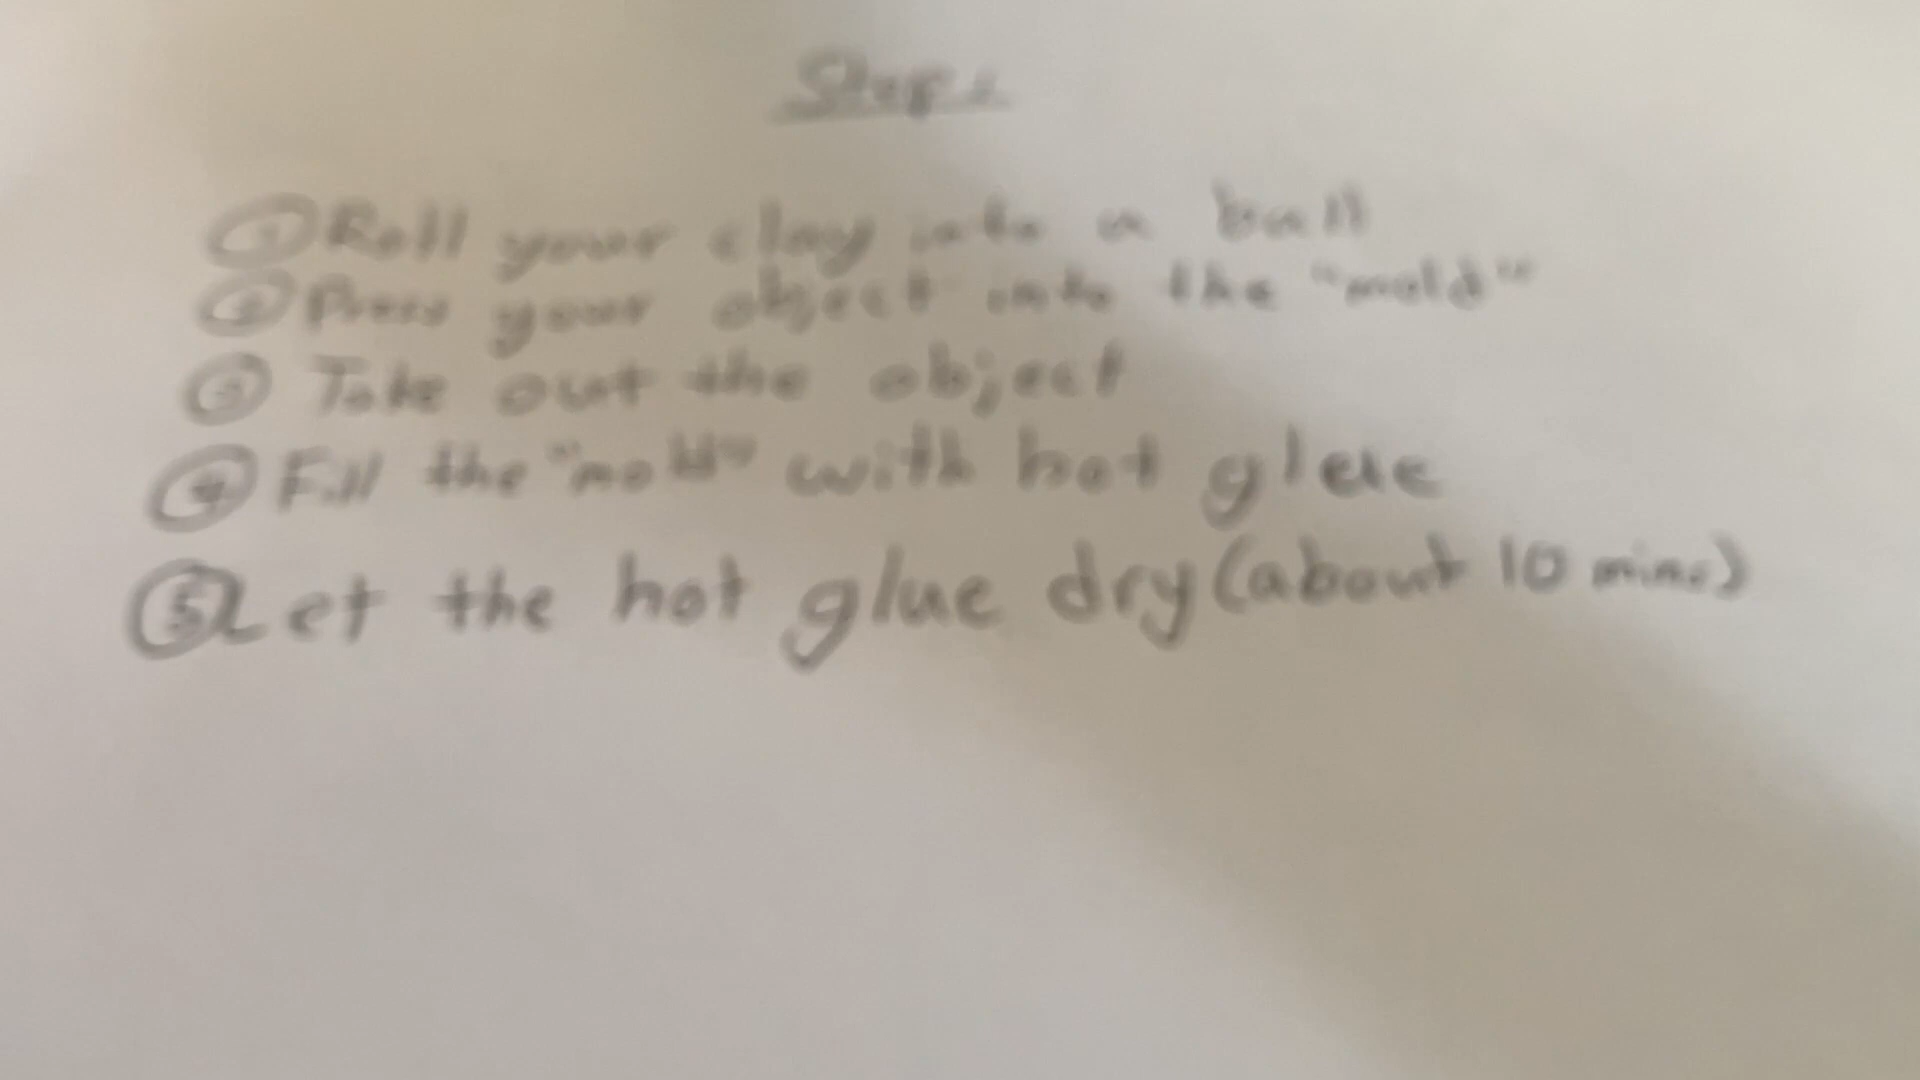 Steps
① Roll your clay into a ball
② Press your object into the "mold"
③ Take out the object
④ Fill the "mold" with hot glue
⑤ Let the hot glue dry (about 10 mins)